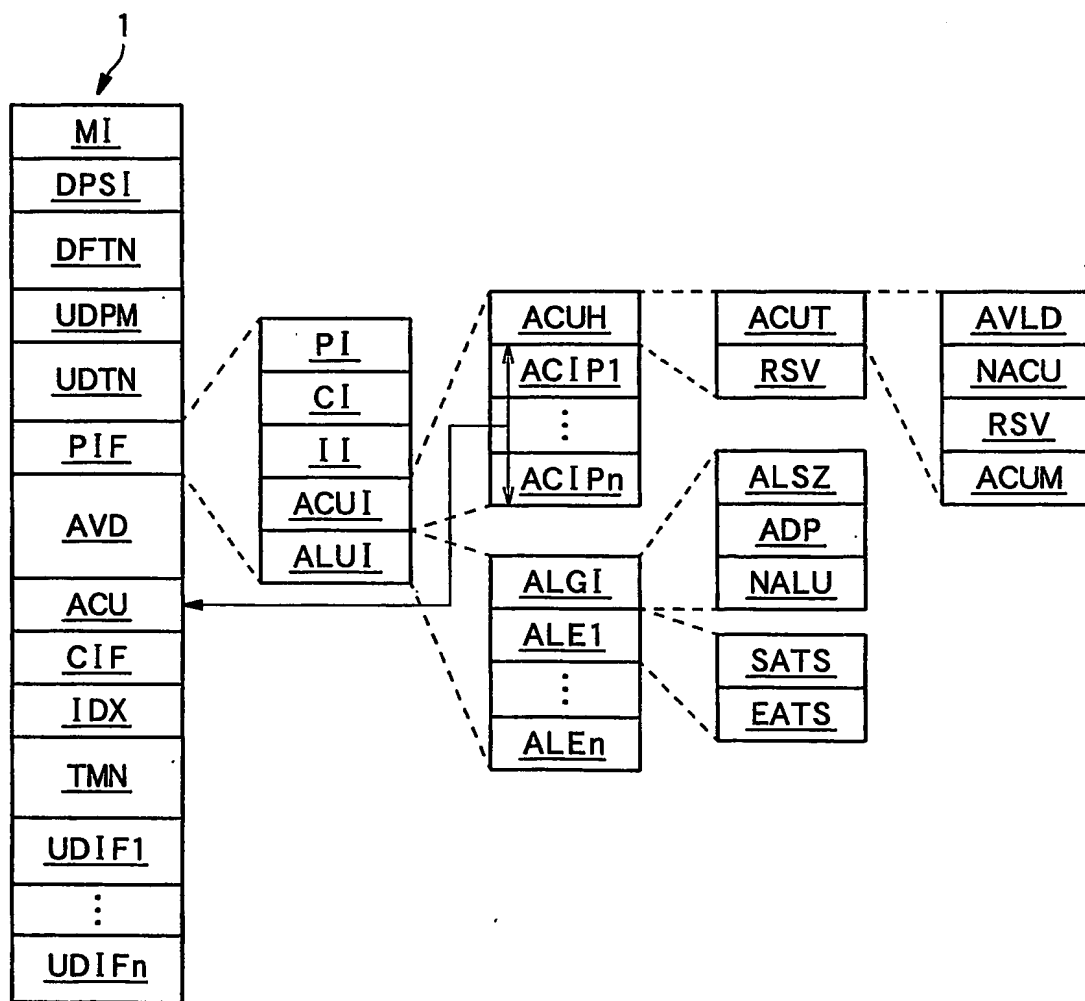 1
MI
DPSI
DFTN
UDPM
UDTN
PIF
AVD
ACU
CIF
IDX
TMN
UDIF1
⋮
UDIFn
PI
CI
II
ACUI
ALUI
ACUH
ACIP1
⋮
ACIPn
ALGI
ALE1
⋮
ALEn
ACUT
RSV
ALSZ
ADP
NALU
SATS
EATS
AVLD
NACU
RSV
ACUM